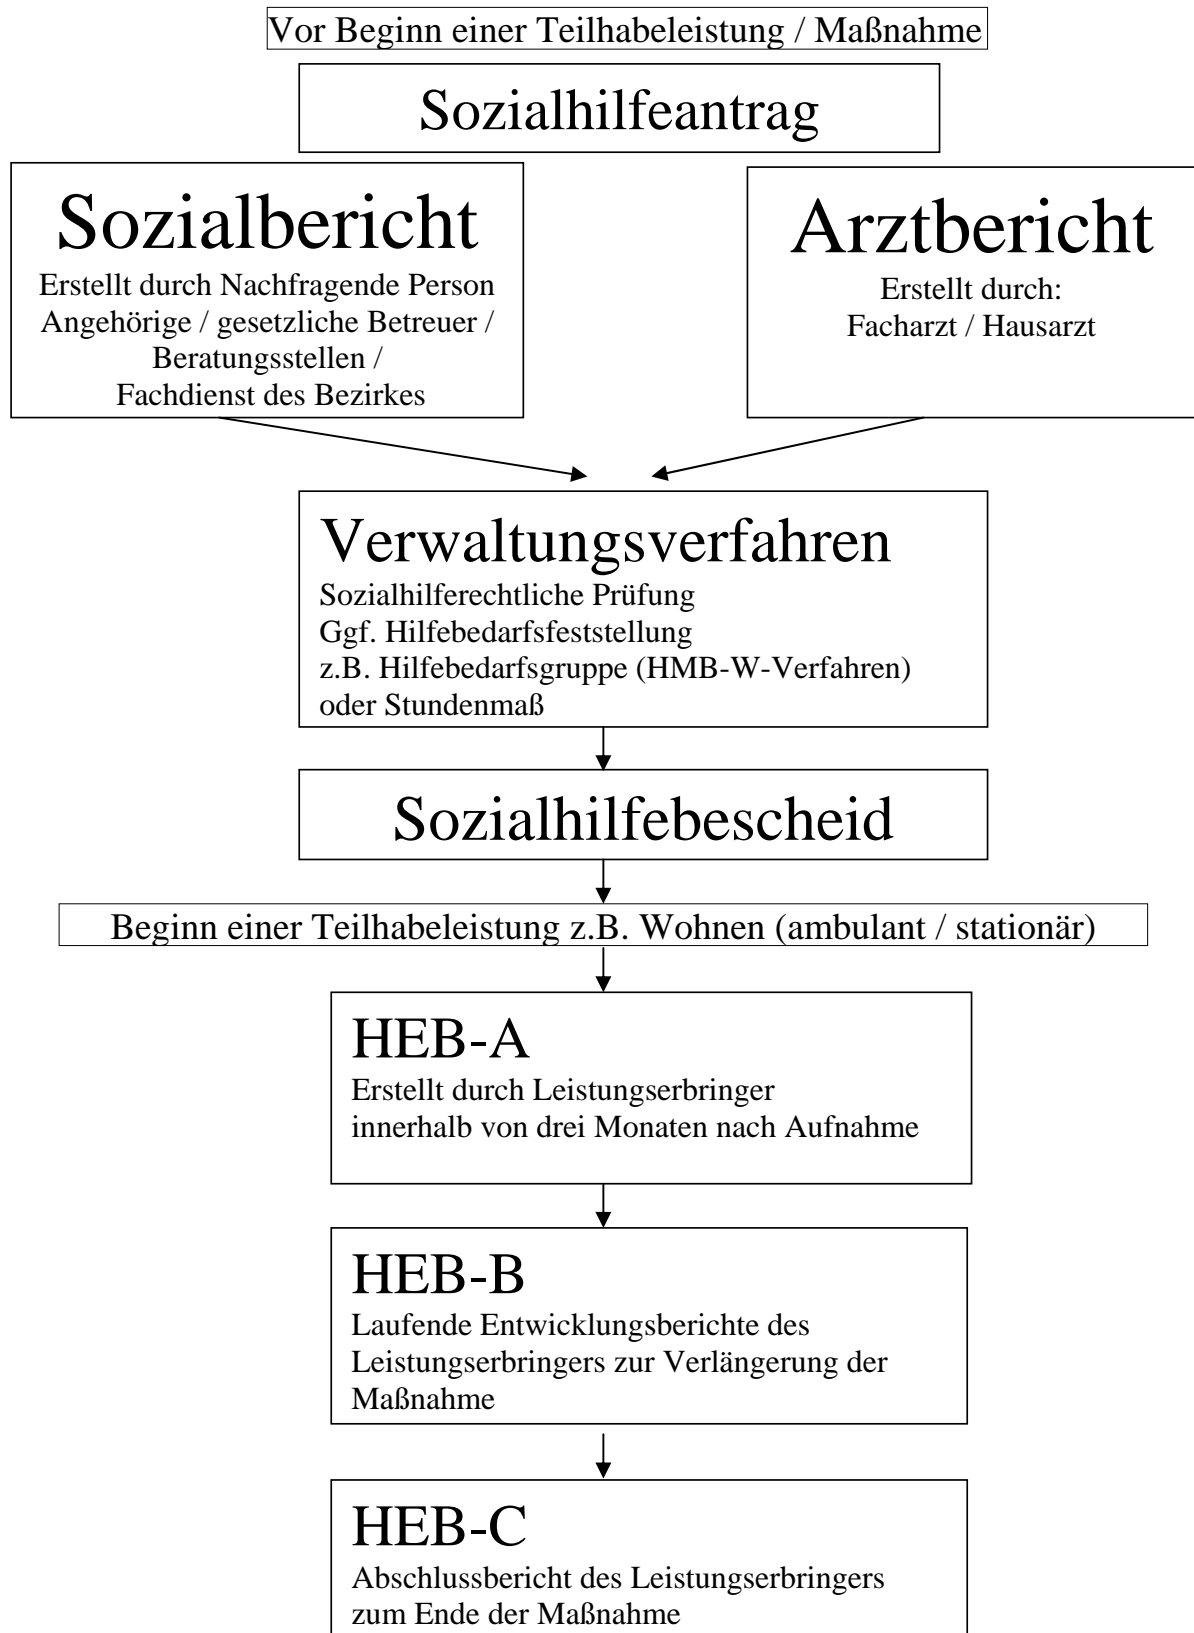 Vor Beginn einer Teilhabeleistung / Maßnahme
Sozialhilfeantrag
Sozialbericht
Erstellt durch Nachfragende Person
Angehörige / gesetzliche Betreuer /
Beratungsstellen /
Fachdienst des Bezirkes
Arztbericht
Erstellt durch:
Facharzt / Hausarzt
Verwaltungsverfahren
Sozialhilferechtliche Prüfung
Ggf. Hilfebedarfsfeststellung
z.B. Hilfebedarfsgruppe (HMB-W-Verfahren)
oder Stundenmaß
Sozialhilfebescheid
Beginn einer Teilhabeleistung z.B. Wohnen (ambulant / stationär)
HEB-A
Erstellt durch Leistungserbringer
innerhalb von drei Monaten nach Aufnahme
HEB-B
Laufende Entwicklungsberichte des
Leistungserbringers zur Verlängerung der
Maßnahme
HEB-C
Abschlussbericht des Leistungserbringers
zum Ende der Maßnahme